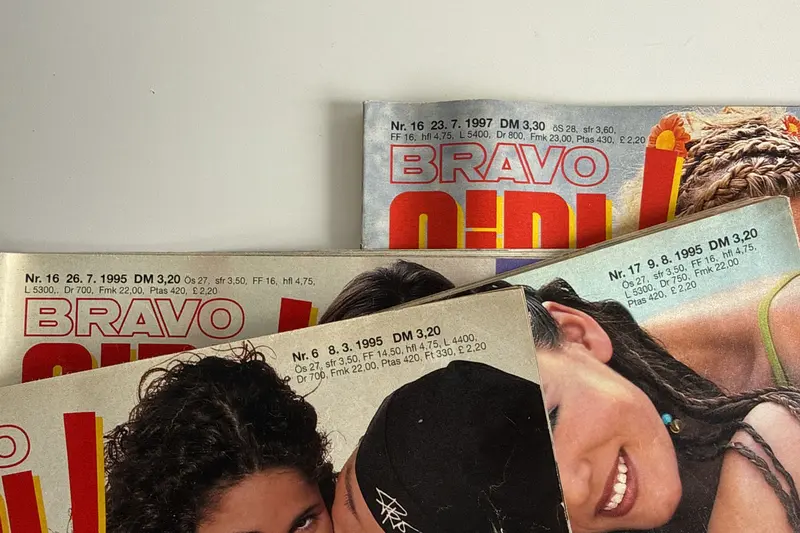 Nr. 16 23. 7. 1997 DM 3,30 öS 28, sfr 3,60,
FF 16, hfl 4,75, L 5400, Dr 800, Fmk 23,00, Ptas 430, £ 2,20
BRAVO
GiRL!
Nr. 16 26. 7. 1995 DM 3,20 Ös 27, sfr 3,50, FF 16, hfl 4,75,
L 5300, Dr 700, Fmk 22,00, Ptas 420, £ 2,20
BRAVO
GiRL!
Nr. 17 9. 8. 1995 DM 3,20
Ös 27, sfr 3,50, FF 16, hfl 4,75,
L 5300, Dr 750, Fmk 22,00,
Ptas 420, £ 2,20
Nr. 6 8. 3. 1995 DM 3,20
Ös 27, sfr 3,50, FF 14,50, hfl 4,75, L 4400,
Dr 700, Fmk 22,00, Ptas 420, Ft 330, £ 2,20